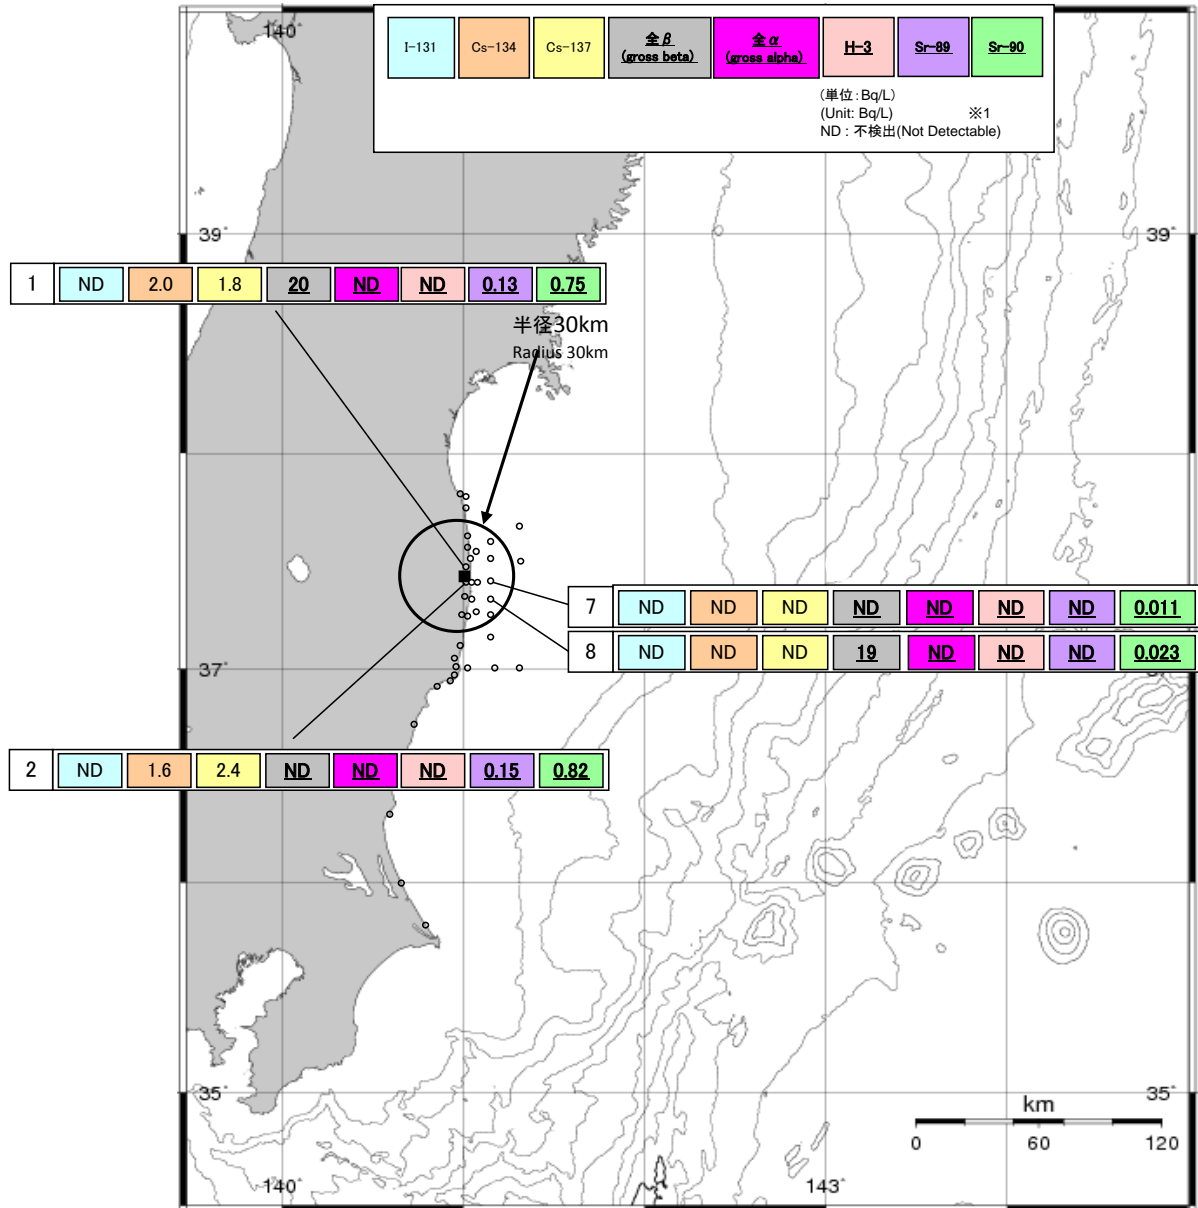 140°
I-131 Cs-134 Cs-137 全β 全α H-3 Sr-89 Sr-90
(gross beta) (gross alpha)
(単位:Bq/L)
(Unit: Bq/L) ※1
ND : 不検出(Not Detectable)
39° 39°
1 ND 2.0 1.8 20 ND ND 0.13 0.75
半径30km
Radius 30km
7 ND ND ND ND ND ND ND 0.011
8 ND ND ND 19 ND ND ND 0.023
37°
2 ND 1.6 2.4 ND ND ND 0.15 0.82
35° 35°
km
0 60 120
140° 143°